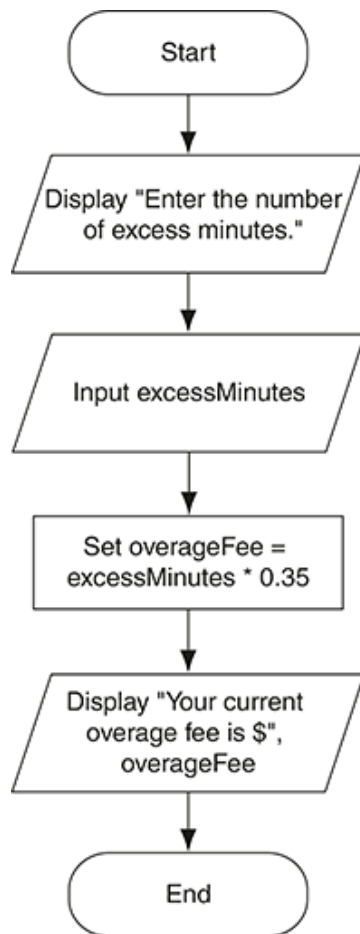 Start
Display "Enter the number
of excess minutes."
Input excessMinutes
Set overageFee =
excessMinutes * 0.35
Display "Your current
overage fee is $",
overageFee
End